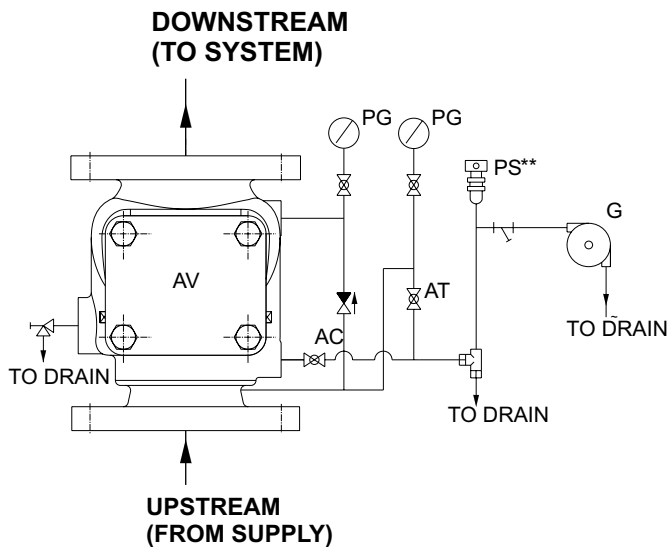 DOWNSTREAM
(TO SYSTEM)
PG
PG
PS**
G
AV
AT
TO DRAIN
AC
TO DRAIN
TO DRAIN
UPSTREAM
(FROM SUPPLY)